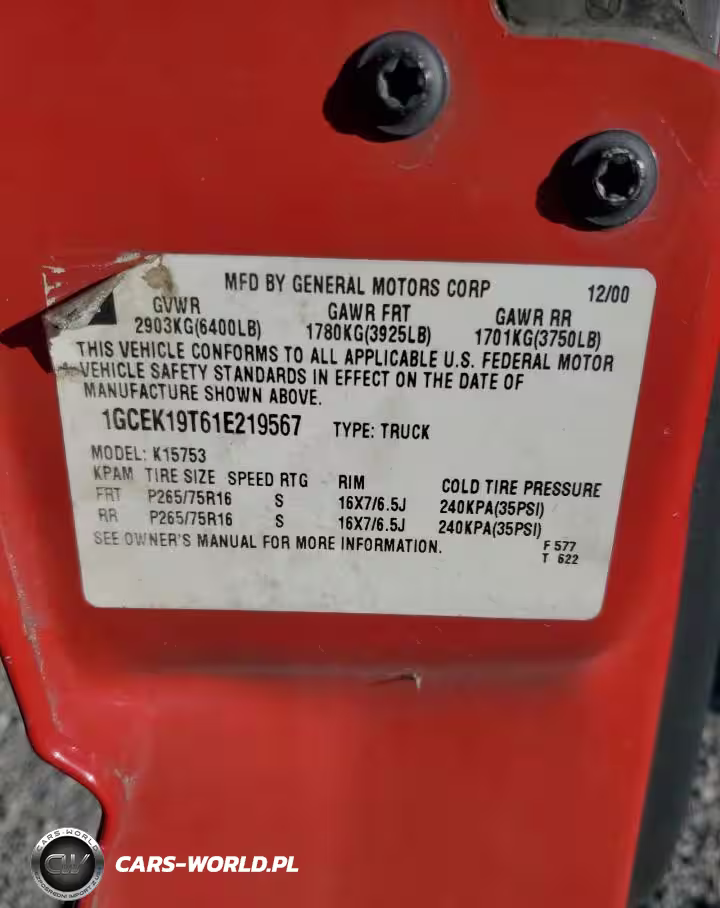 MFD BY GENERAL MOTORS CORP 12/00
GVWR GAWR FRT GAWR RR
2903KG(6400LB) 1780KG(3925LB) 1701KG(3750LB)
THIS VEHICLE CONFORMS TO ALL APPLICABLE U.S. FEDERAL MOTOR
VEHICLE SAFETY STANDARDS IN EFFECT ON THE DATE OF
MANUFACTURE SHOWN ABOVE.
1GCEK19T61E219567 TYPE: TRUCK
MODEL: K15753
KPAM TIRE SIZE SPEED RTG RIM COLD TIRE PRESSURE
FRT P265/75R16 S 16X7/6.5J 240KPA(35PSI)
RR P265/75R16 S 16X7/6.5J 240KPA(35PSI)
SEE OWNER'S MANUAL FOR MORE INFORMATION.
F 577
T 622
CARS-WORLD
CW
CARS-WORLD.PL